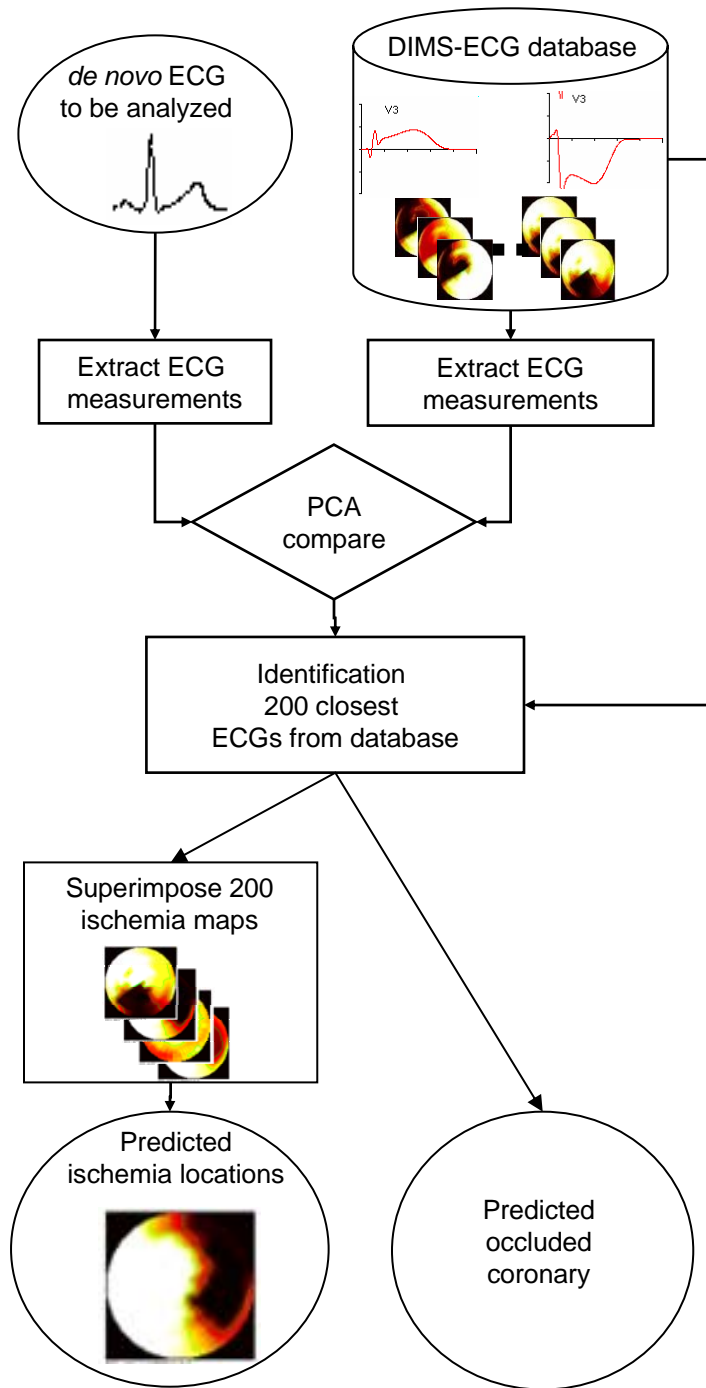 de novo ECG
to be analyzed
DIMS-ECG database
V3
V3
Extract ECG
measurements
Extract ECG
measurements
PCA
compare
Identification
200 closest
ECGs from database
Superimpose 200
ischemia maps
Predicted
ischemia locations
Predicted
occluded
coronary